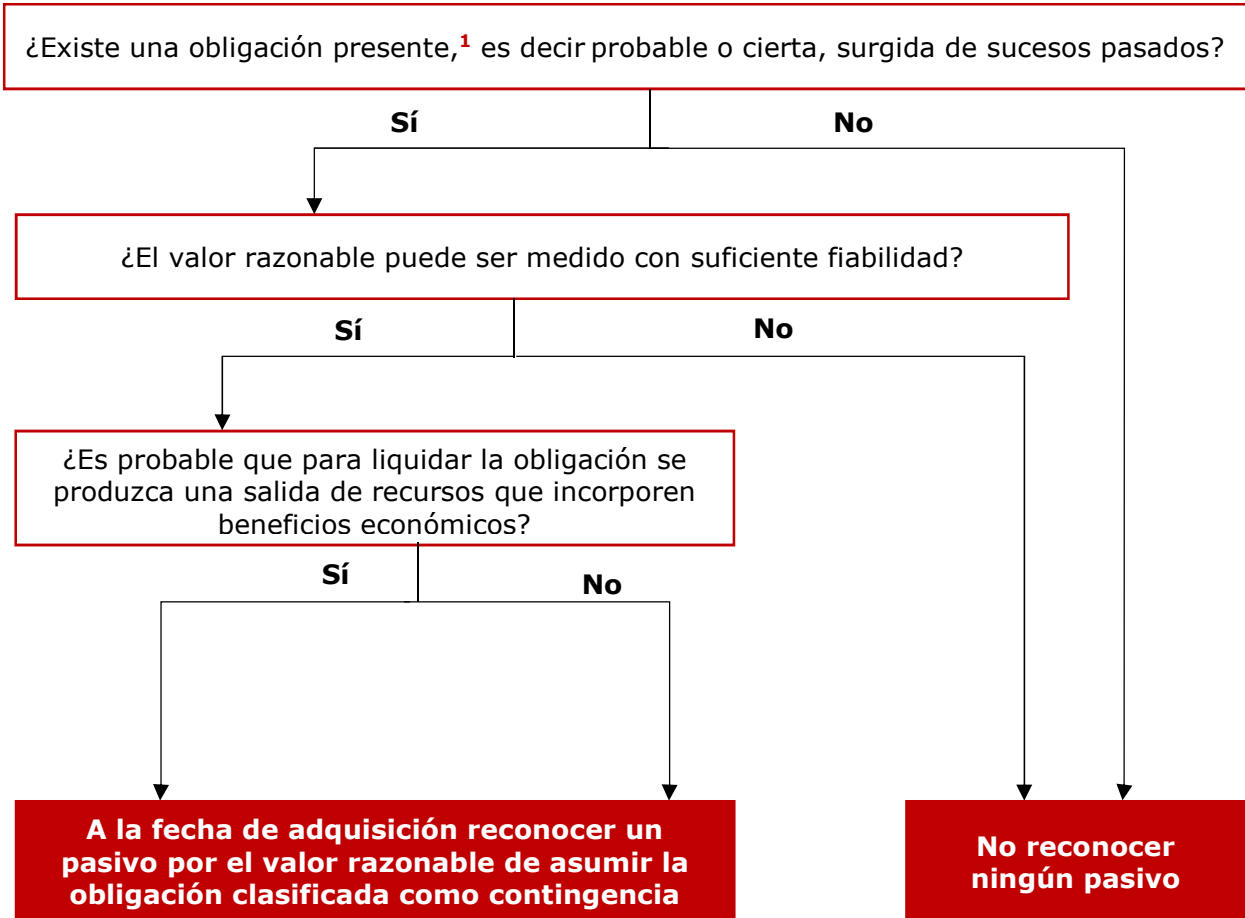 ¿Existe una obligación presente,1 es decir probable o cierta, surgida de sucesos pasados?
Sí
No
¿El valor razonable puede ser medido con suficiente fiabilidad?
Sí
No
¿Es probable que para liquidar la obligación se
produzca una salida de recursos que incorporen
beneficios económicos?
Sí
No
A la fecha de adquisición reconocer un
pasivo por el valor razonable de asumir la
obligación clasificada como contingencia
No reconocer
ningún pasivo